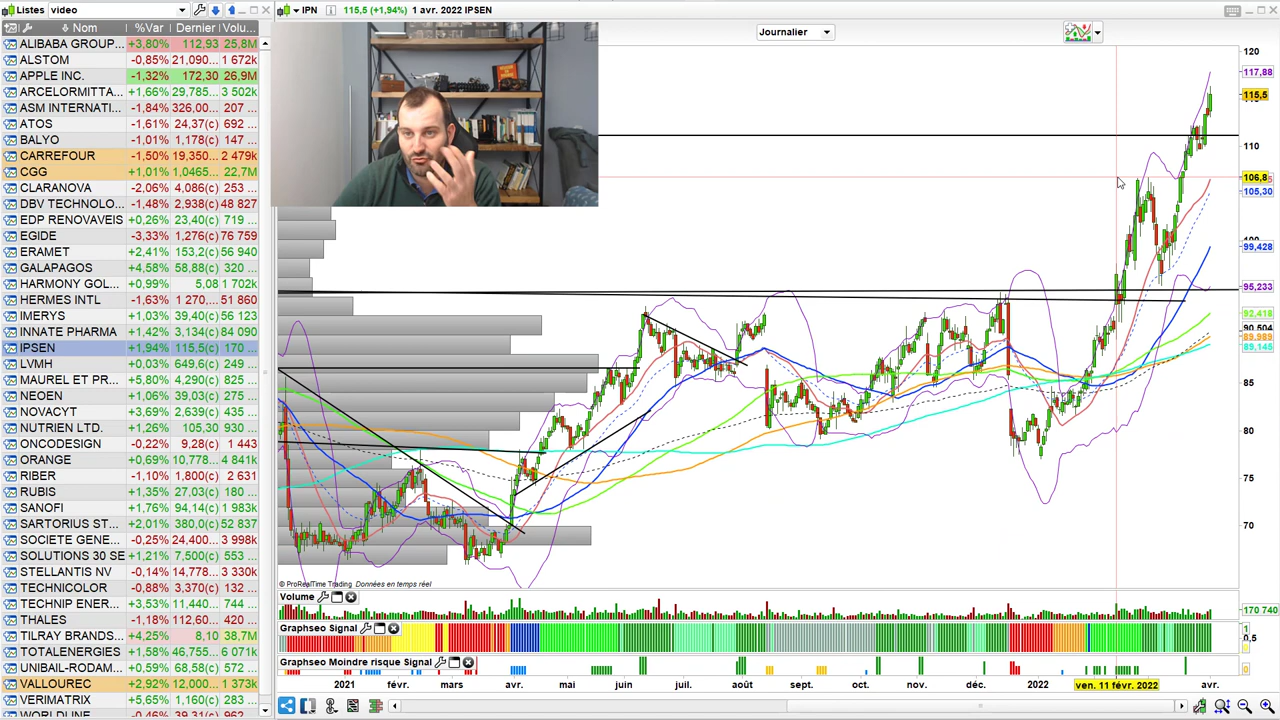 Listes video
Nom %Var Dernier Volu...
ALIBABA GROUP... +3,80% 112,93 25,8M
ALSTOM -0,85% 21,090... 1 672k
APPLE INC. -1,32% 172,30 26,9M
ARCELORMITTA... +1,66% 29,785... 3 502k
ASM INTERNATI... -1,84% 326,00... 207 ...
ATOS -1,61% 24,37(c) 692 ...
BALYO -1,01% 1,178(c) 147 ...
CARREFOUR -1,50% 19,350... 2 479k
CGG +1,01% 1,0465... 22,7M
CLARANOVA -2,06% 4,086(c) 253 ...
DBV TECHNOLO... -1,48% 2,938(c) 48 827
EDP RENOVAVEIS +0,26% 23,40(c) 719 ...
EGIDE -3,33% 1,276(c) 76 759
ERAMET +2,41% 153,2(c) 56 940
GALAPAGOS +4,58% 58,88(c) 320 ...
HARMONY GOL... +0,99% 5,08 1 702k
HERMES INTL -1,63% 1 270,... 51 860
IMERYS +1,03% 39,40(c) 56 123
INNATE PHARMA +1,42% 3,134(c) 84 090
IPSEN +1,94% 115,5(c) 170 ...
LVMH +0,03% 649,6(c) 249 ...
MAUREL ET PR... +5,80% 4,290(c) 825 ...
NEOEN +1,06% 39,03(c) 275 ...
NOVACYT +3,69% 2,639(c) 435 ...
NUTRIEN LTD. +1,26% 105,30 930 ...
ONCODESIGN -0,22% 9,28(c) 1 443
ORANGE +0,69% 10,778... 4 841k
RIBER -1,10% 1,800(c) 2 631
RUBIS +1,35% 27,03(c) 180 ...
SANOFI +1,76% 94,14(c) 1 983k
SARTORIUS ST... +2,01% 380,0(c) 52 837
SOCIETE GENE... -0,25% 24,400... 3 998k
SOLUTIONS 30 SE +1,21% 7,500(c) 553 ...
STELLANTIS NV -0,14% 14,778... 3 330k
TECHNICOLOR -0,88% 3,370(c) 132 ...
TECHNIP ENER... +3,53% 11,440... 744 ...
THALES -1,18% 112,60... 420 ...
TILRAY BRANDS... +4,25% 8,10 38,7M
TOTALENERGIES +1,58% 46,755... 6 071k
UNIBAIL-RODAM... +0,59% 68,58(c) 572 ...
VALLOUREC +2,92% 12,000... 1 373k
VERIMATRIX +5,65% 1,160(c) 283 ...
WORLDLINE -0,46% 39,31(c) 962
IPN 115,5 (+1,94%) 1 avr. 2022 IPSEN
Journalier
120
117,88
115,5
110
106,8
105,30
99,428
95,233
92,418
90,504
89,989
89,145
85
80
75
70
© ProRealTime Trading Données en temps réel
Volume
170 740
Graphseo Signal
1
0,5
Graphseo Moindre risque Signal
0
2021 févr. mars avr. mai juin juil. août sept. oct. nov. déc. 2022 ven. 11 févr. 2022 avr.